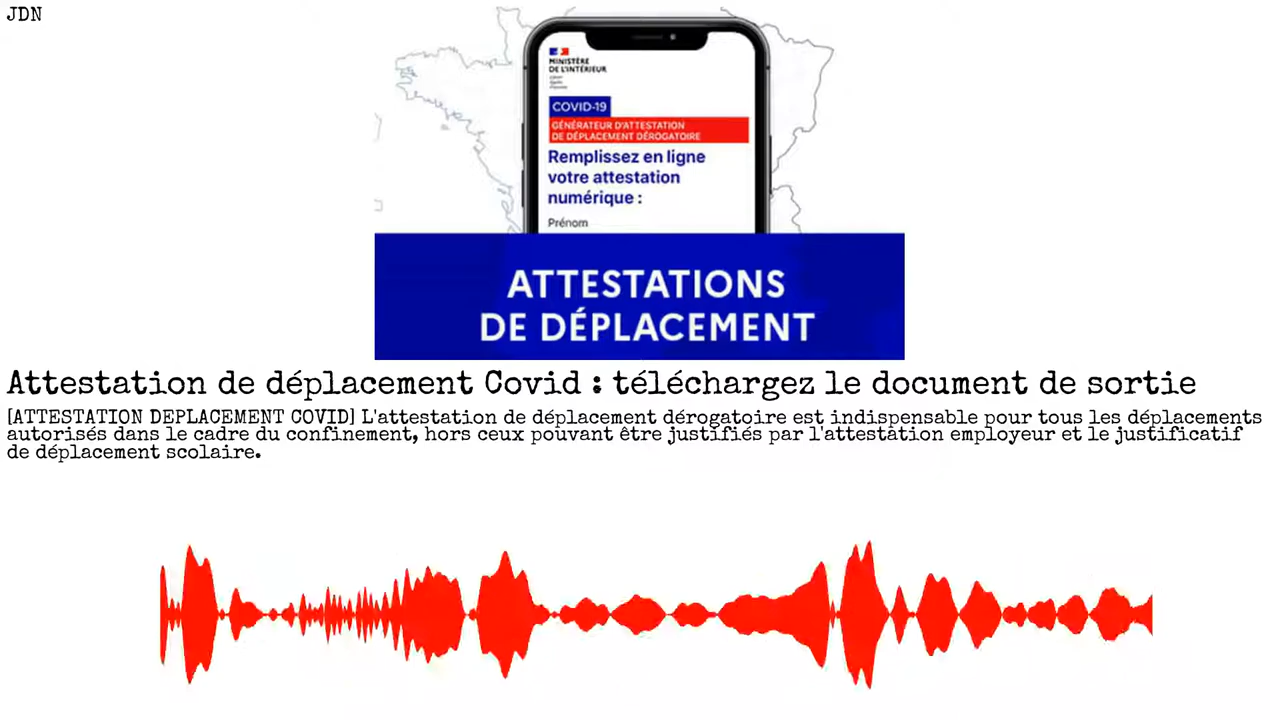 JDN
MINISTÈRE
DE L'INTÉRIEUR
COVID-19
GÉNÉRATEUR D'ATTESTATION
DE DÉPLACEMENT DÉROGATOIRE
Remplissez en ligne
votre attestation
numérique :
Prénom
ATTESTATIONS
DE DÉPLACEMENT
Attestation de déplacement Covid : téléchargez le document de sortie
[ATTESTATION DEPLACEMENT COVID] L'attestation de déplacement dérogatoire est indispensable pour tous les déplacements
autorisés dans le cadre du confinement, hors ceux pouvant être justifiés par l'attestation employeur et le justificatif
de déplacement scolaire.